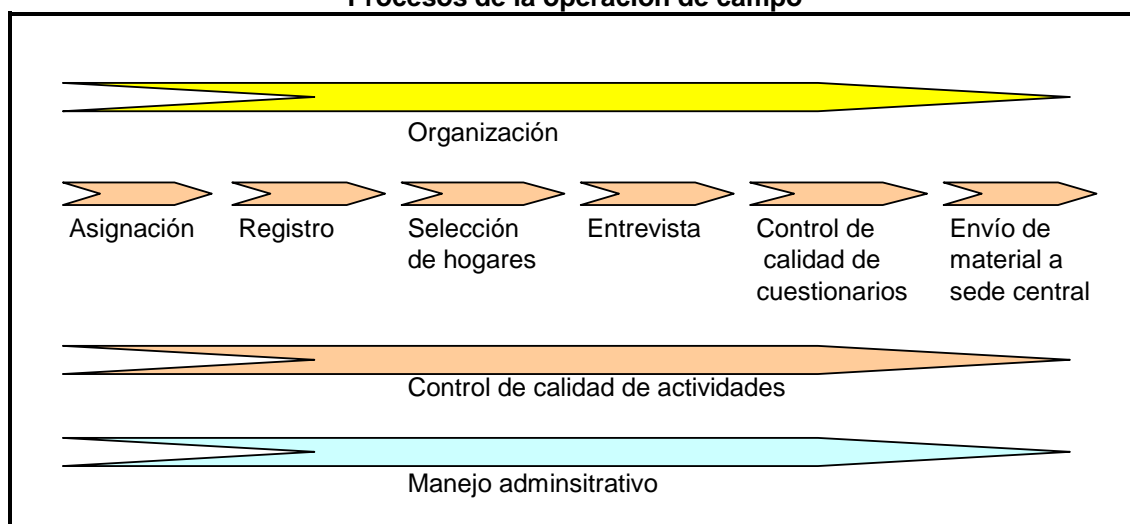 Procesos de la operación de campo
Organización
Asignación
Registro
Selección
de hogares
Entrevista
Control de
calidad de
cuestionarios
Envío de
material a
sede central
Control de calidad de actividades
Manejo adminsitrativo